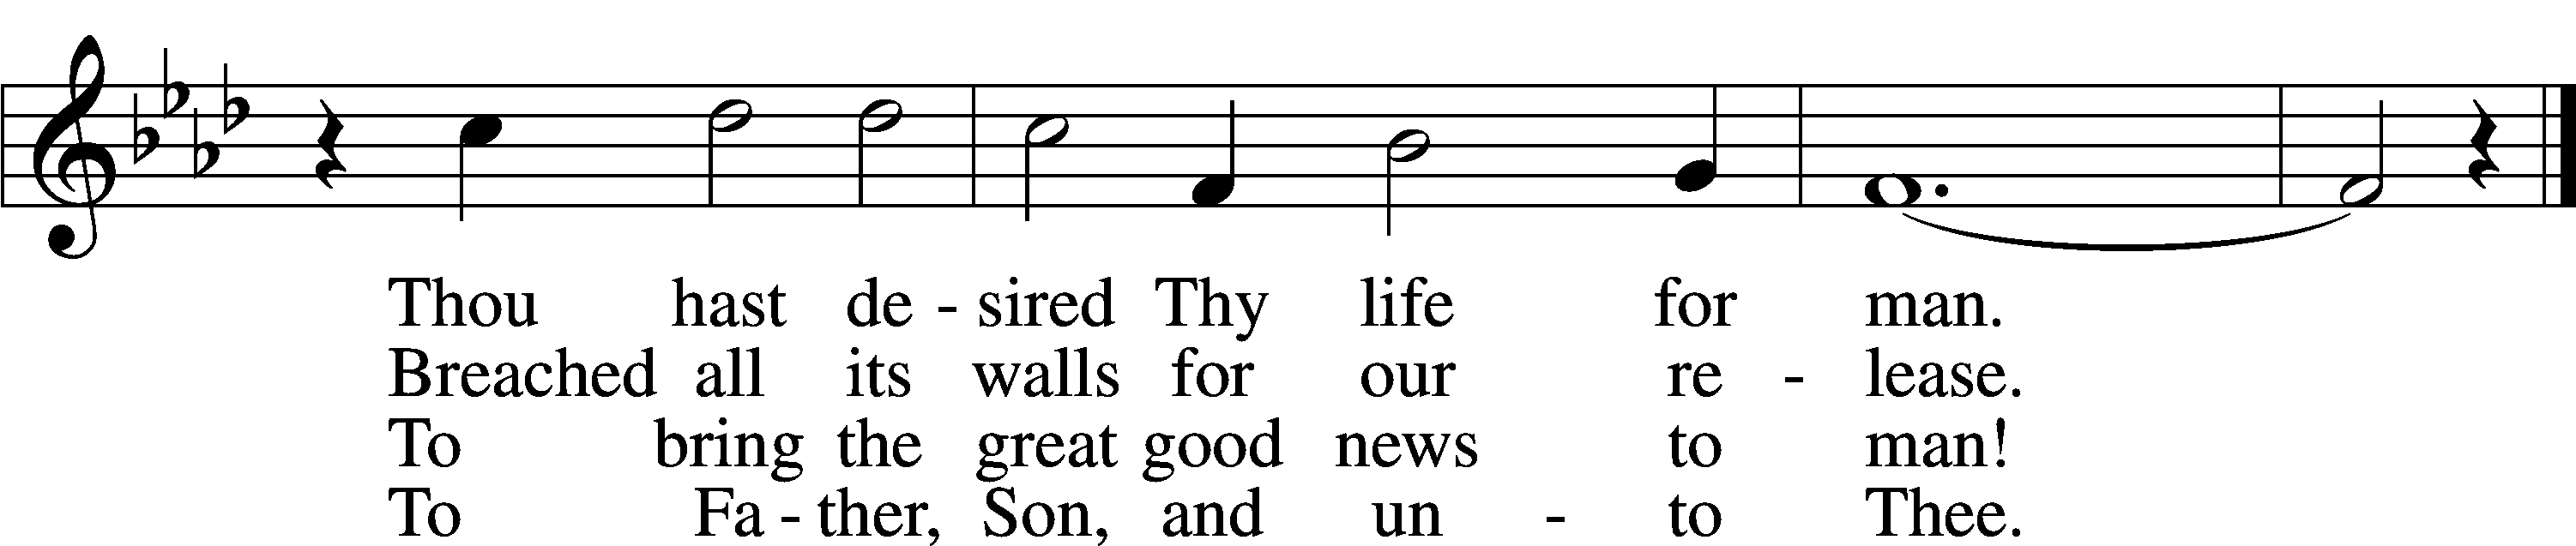 Thou hast de - sired Thy life for man.
Breached all its walls for our re - lease.
To bring the great good news to man!
To Fa - ther, Son, and un - to Thee.